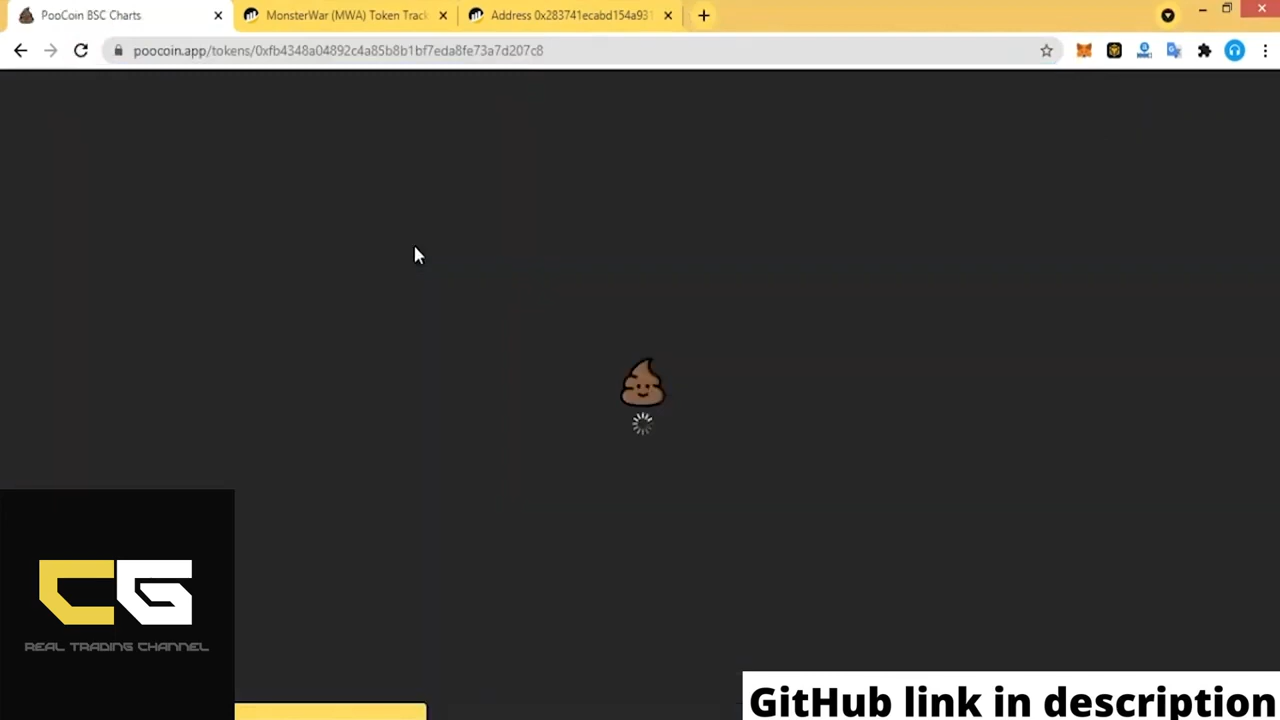 PooCoin BSC Charts
MonsterWar (MWA) Token Track
Address 0x283741ecabd154a931
poocoin.app/tokens/0xfb4348a04892c4a85b8b1bf7eda8fe73a7d207c8
CG
REAL TRADING CHANNEL
GitHub link in description